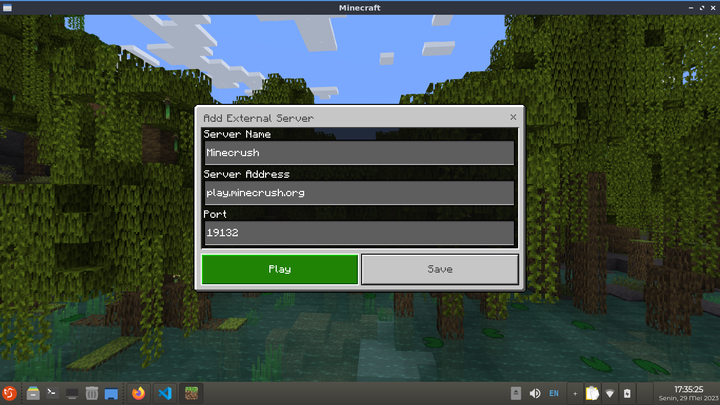 Minecraft
Add External Server
Server Name
Minecrush
Server Address
play.minecrush.org
Port
19132
Play
Save
EN
17:35:25
Senin, 29 Mei 2023